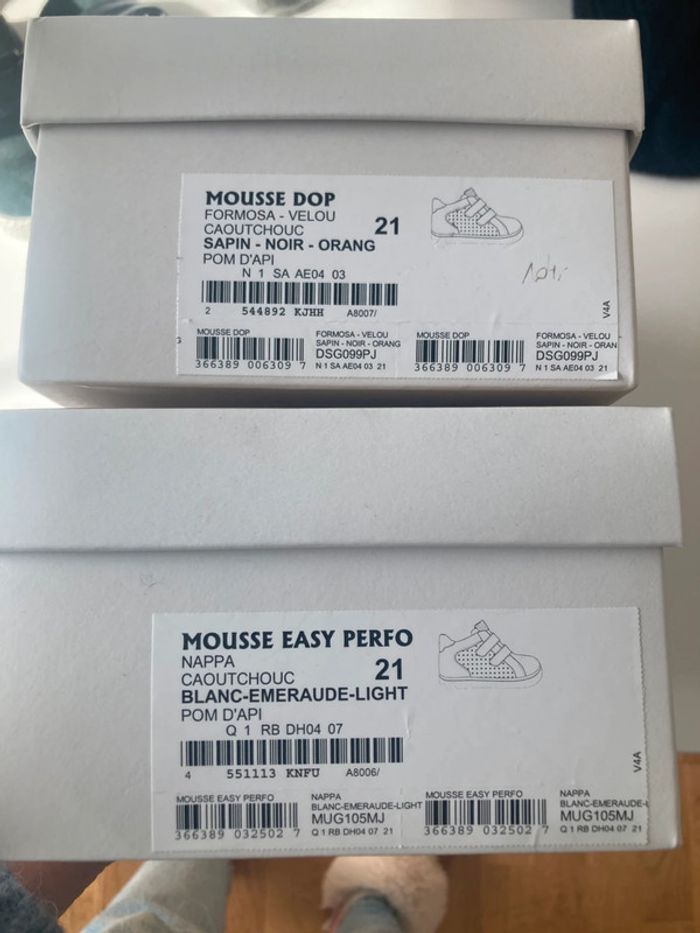 MOUSSE DOP
FORMOSA - VELOU
CAOUTCHOUC 21
SAPIN - NOIR - ORANG
POM D'API
N 1 SA AE04 03
2 544892 KJHH A8007/
V4A
MOUSSE DOP FORMOSA - VELOU MOUSSE DOP FORMOSA - VELOU
SAPIN - NOIR - ORANG SAPIN - NOIR - ORAN
DSG099PJ DSG099PJ
366389 006309 7 N 1 SA AE04 03 21 366389 006309 7 N 1 SA AE04 03 21
MOUSSE EASY PERFO
NAPPA
CAOUTCHOUC 21
BLANC-EMERAUDE-LIGHT
POM D'API
Q 1 RB DH04 07
4 551113 KNFU A8006/
V4A
MOUSSE EASY PERFO NAPPA MOUSSE EASY PERFO NAPPA
BLANC-EMERAUDE-LIGHT BLANC-EMERAUDE-L
MUG105MJ MUG105MJ
366389 032502 7 Q 1 RB DH04 07 21 366389 032502 7 Q 1 RB DH04 07 21